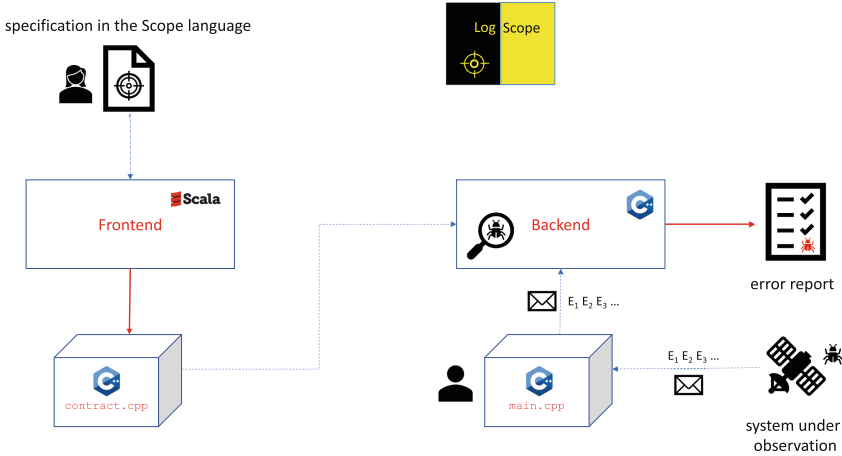 specification in the Scope language
Log Scope
Scala
Frontend
Backend
C++
error report
E1 E2 E3 ...
E1 E2 E3 ...
C++
contract.cpp
C++
main.cpp
system under
observation